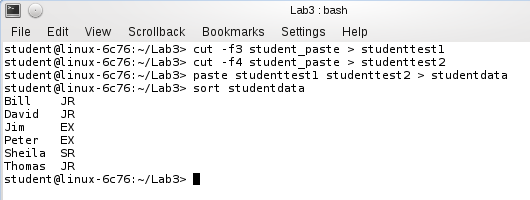 Lab3 : bash
File Edit View Scrollback Bookmarks Settings Help
student@linux-6c76:~/Lab3> cut -f3 student_paste > studenttest1
student@linux-6c76:~/Lab3> cut -f4 student_paste > studenttest2
student@linux-6c76:~/Lab3> paste studenttest1 studenttest2 > studentdata
student@linux-6c76:~/Lab3> sort studentdata
Bill JR
David JR
Jim EX
Peter EX
Sheila SR
Thomas JR
student@linux-6c76:~/Lab3>